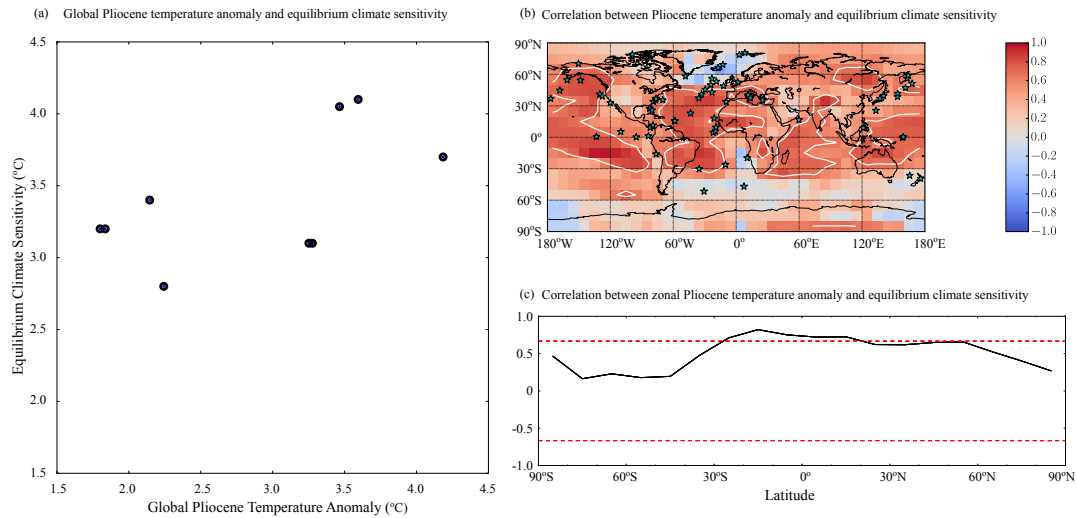 (a) Global Pliocene temperature anomaly and equilibrium climate sensitivity
4.5
4.0
3.5
3.0
2.5
2.0
1.5
Equilibrium Climate Sensitivity (°C)
1.5 2.0 2.5 3.0 3.5 4.0 4.5
Global Pliocene Temperature Anomaly (°C)
(b) Correlation between Pliocene temperature anomaly and equilibrium climate sensitivity
90°N
60°N
30°N
0°
30°S
60°S
90°S
180°W 120°W 60°W 0° 60°E 120°E 180°E
1.0
0.8
0.6
0.4
0.2
0.0
−0.2
−0.4
−0.6
−0.8
−1.0
(c) Correlation between zonal Pliocene temperature anomaly and equilibrium climate sensitivity
1.0
0.5
0
-0.5
-1.0
90°S 60°S 30°S 0°N 30°N 60°N 90°N
Latitude